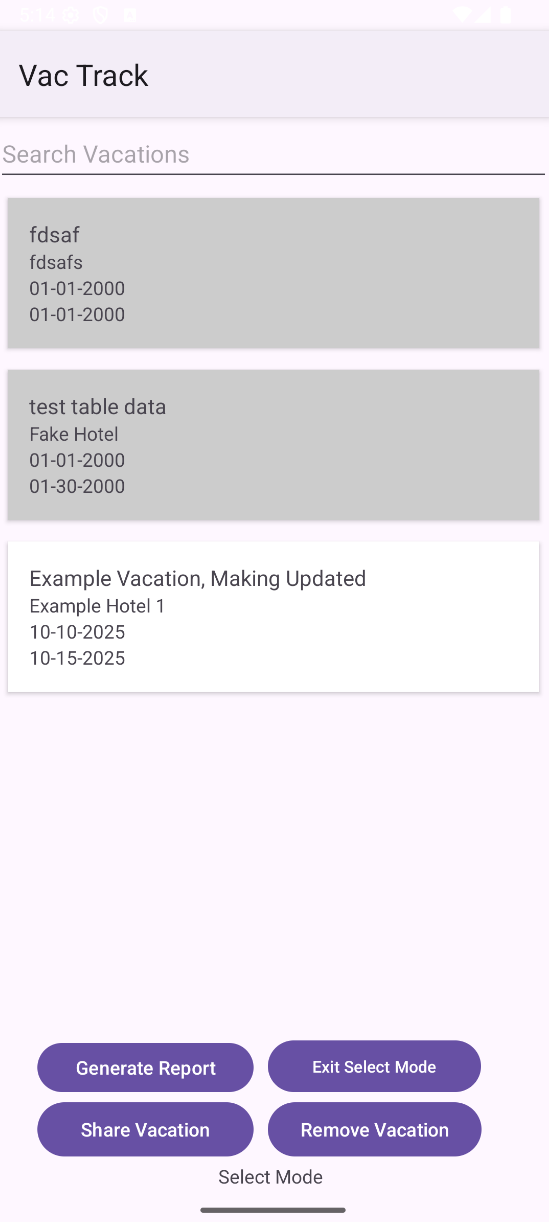 5:14
Vac Track
Search Vacations
fdsaf
fdsafs
01-01-2000
01-01-2000
test table data
Fake Hotel
01-01-2000
01-30-2000
Example Vacation, Making Updated
Example Hotel 1
10-10-2025
10-15-2025
Generate Report
Exit Select Mode
Share Vacation
Remove Vacation
Select Mode